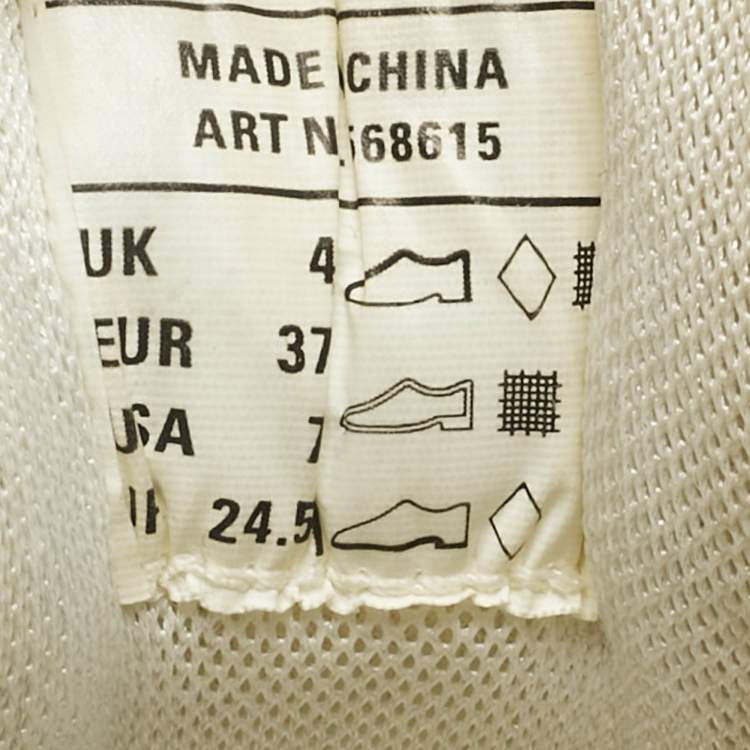 MADE CHINA
ART N 568615
UK 4
EUR 37
USA 7
24.5